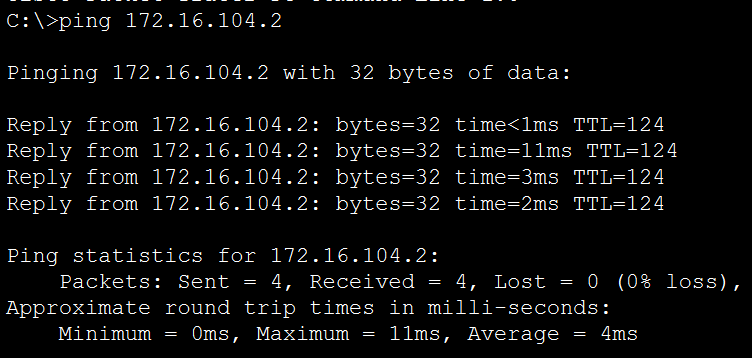 C:\>ping 172.16.104.2
Pinging 172.16.104.2 with 32 bytes of data:
Reply from 172.16.104.2: bytes=32 time<1ms TTL=124
Reply from 172.16.104.2: bytes=32 time=11ms TTL=124
Reply from 172.16.104.2: bytes=32 time=3ms TTL=124
Reply from 172.16.104.2: bytes=32 time=2ms TTL=124
Ping statistics for 172.16.104.2:
Packets: Sent = 4, Received = 4, Lost = 0 (0% loss),
Approximate round trip times in milli-seconds:
Minimum = 0ms, Maximum = 11ms, Average = 4ms